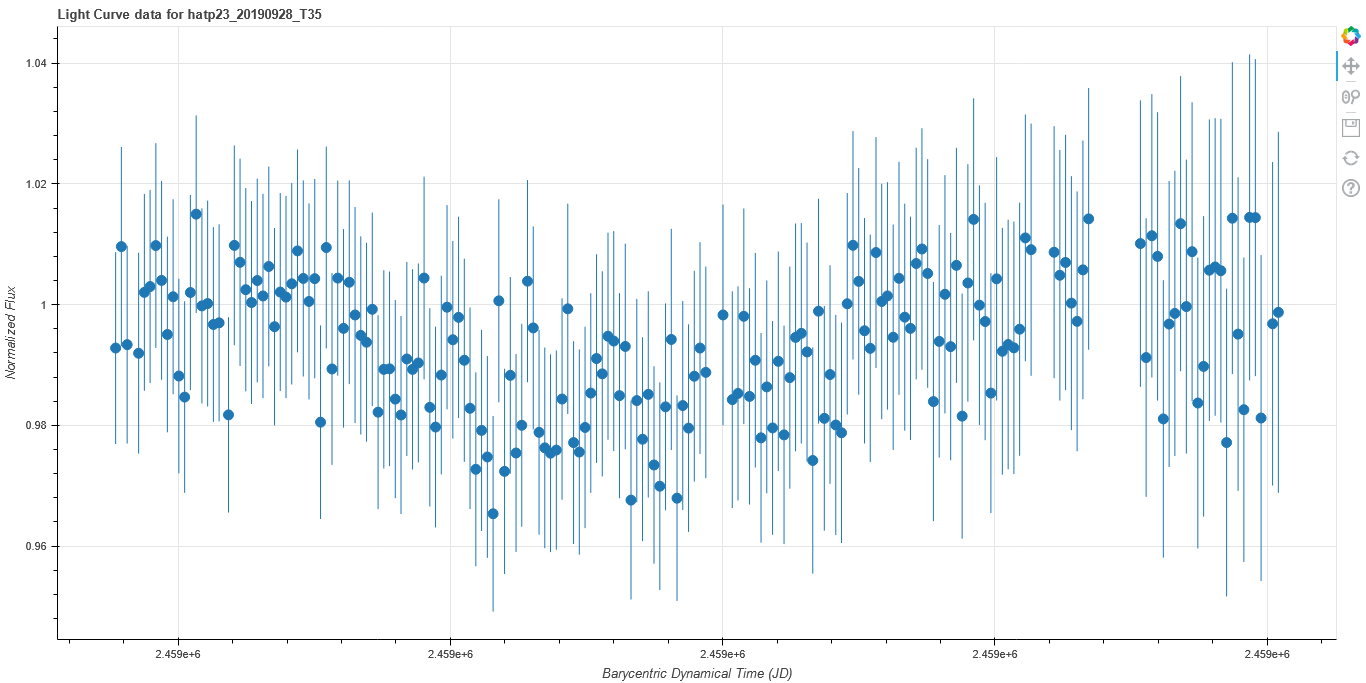 Light Curve data for hatp23_20190928_T35
1.04
1.02
1
0.98
0.96
Normalized Flux
2.459e+6 2.459e+6 2.459e+6 2.459e+6 2.459e+6
Barycentric Dynamical Time (JD)